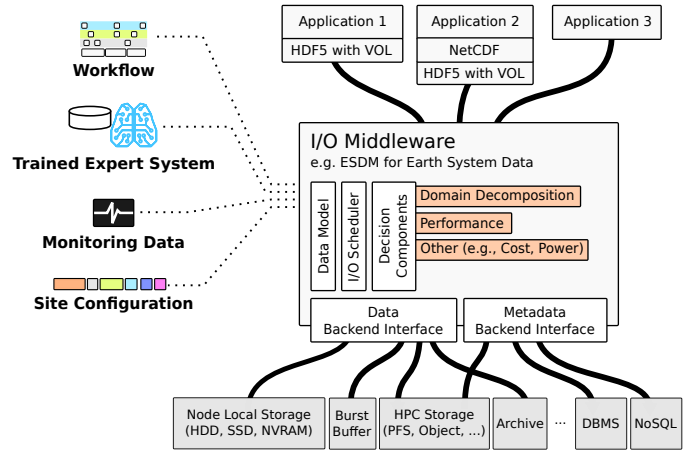 Application 1
HDF5 with VOL
Application 2
NetCDF
HDF5 with VOL
Application 3
Workflow
Trained Expert System
Monitoring Data
Site Configuration
I/O Middleware
e.g. ESDM for Earth System Data
Data Model
I/O Scheduler
Decision
Components
Domain Decomposition
Performance
Other (e.g., Cost, Power)
Data
Backend Interface
Metadata
Backend Interface
Node Local Storage
(HDD, SSD, NVRAM)
Burst
Buffer
HPC Storage
(PFS, Object, ...)
Archive
...
DBMS
NoSQL